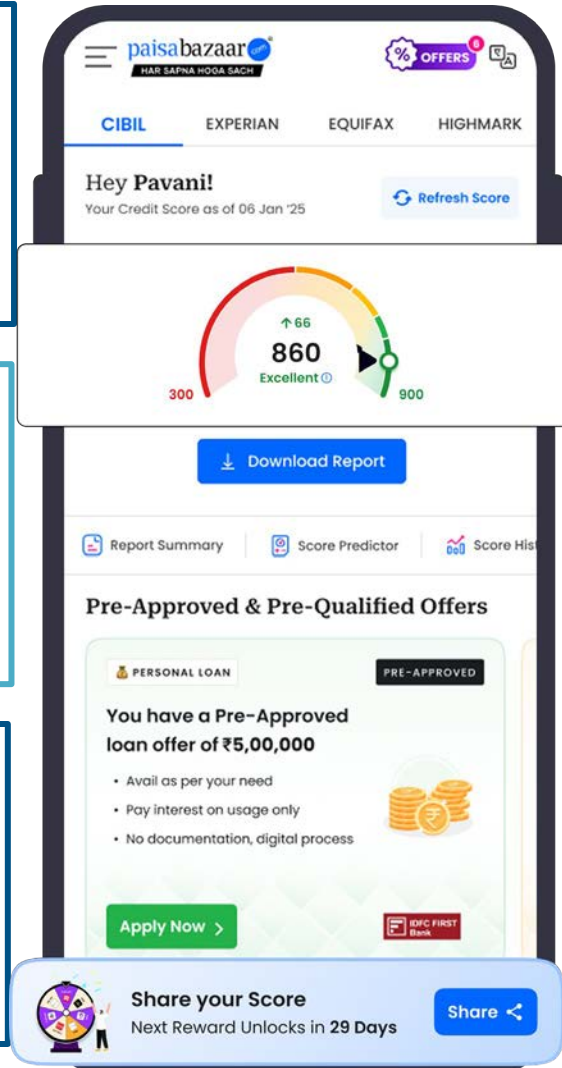 paisabazaar.com
HAR SAPNA HOGA SACH
% OFFERS 6
CIBIL EXPERIAN EQUIFAX HIGHMARK
Hey Pavani!
Your Credit Score as of 06 Jan '25
Refresh Score
↑ 66
860
Excellent
300 900
Download Report
Report Summary Score Predictor Score Hist
Pre-Approved & Pre-Qualified Offers
PERSONAL LOAN PRE-APPROVED
You have a Pre-Approved
loan offer of ₹5,00,000
• Avail as per your need
• Pay interest on usage only
• No documentation, digital process
Apply Now >
IDFC FIRST
Bank
Share your Score
Next Reward Unlocks in 29 Days
Share